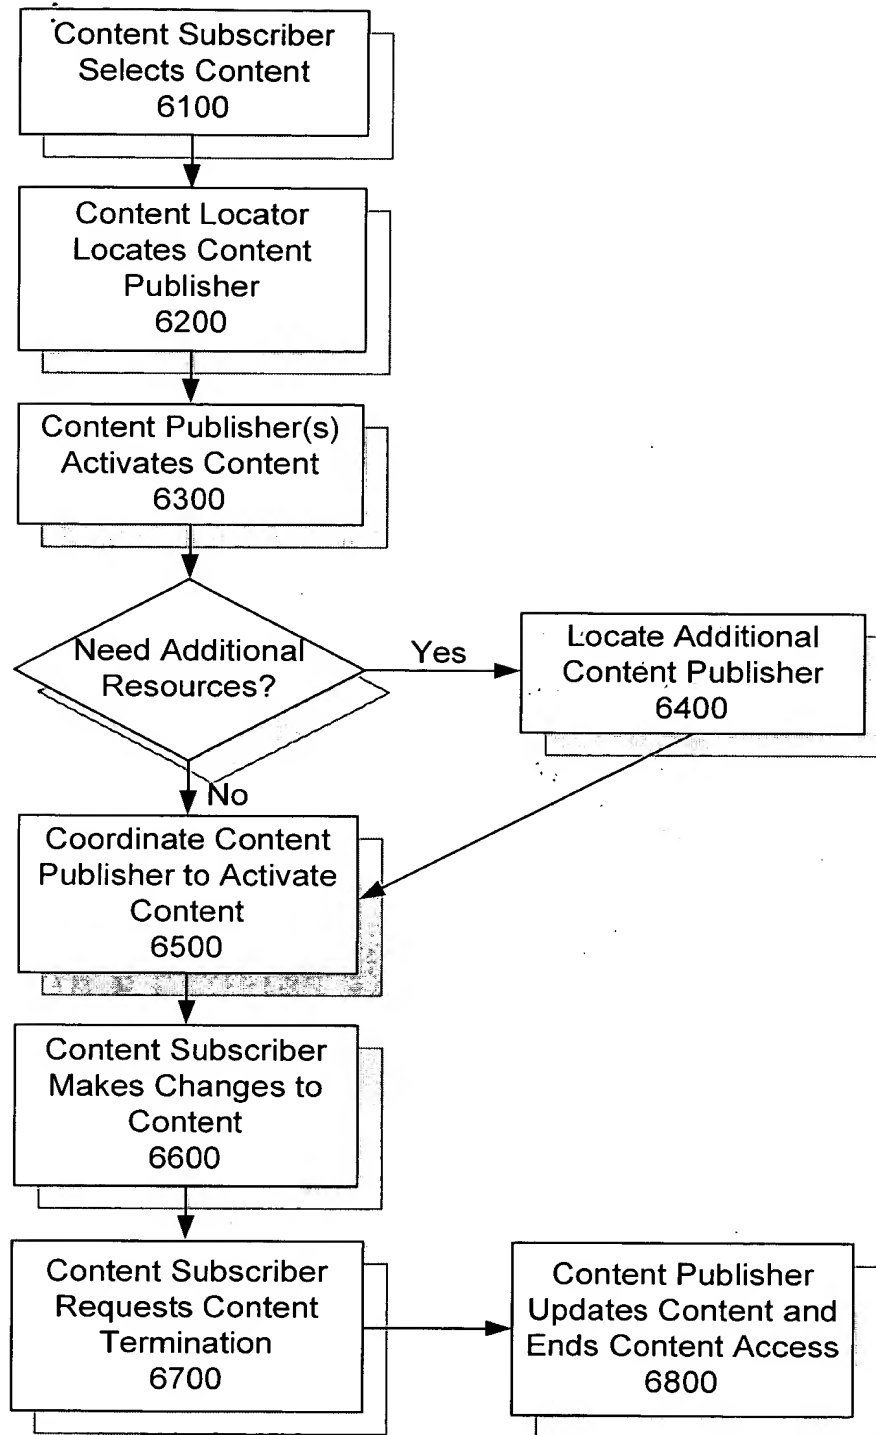 Content Subscriber
Selects Content
6100
Content Locator
Locates Content
Publisher
6200
Content Publisher(s)
Activates Content
6300
Need Additional
Resources?
Yes
Locate Additional
Content Publisher
6400
No
Coordinate Content
Publisher to Activate
Content
6500
Content Subscriber
Makes Changes to
Content
6600
Content Subscriber
Requests Content
Termination
6700
Content Publisher
Updates Content and
Ends Content Access
6800